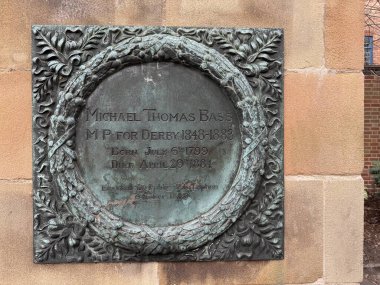 Michael Thomas Bass
M.P. for Derby 1848-1883
Born July 6th 1799
Died April 29th 1884